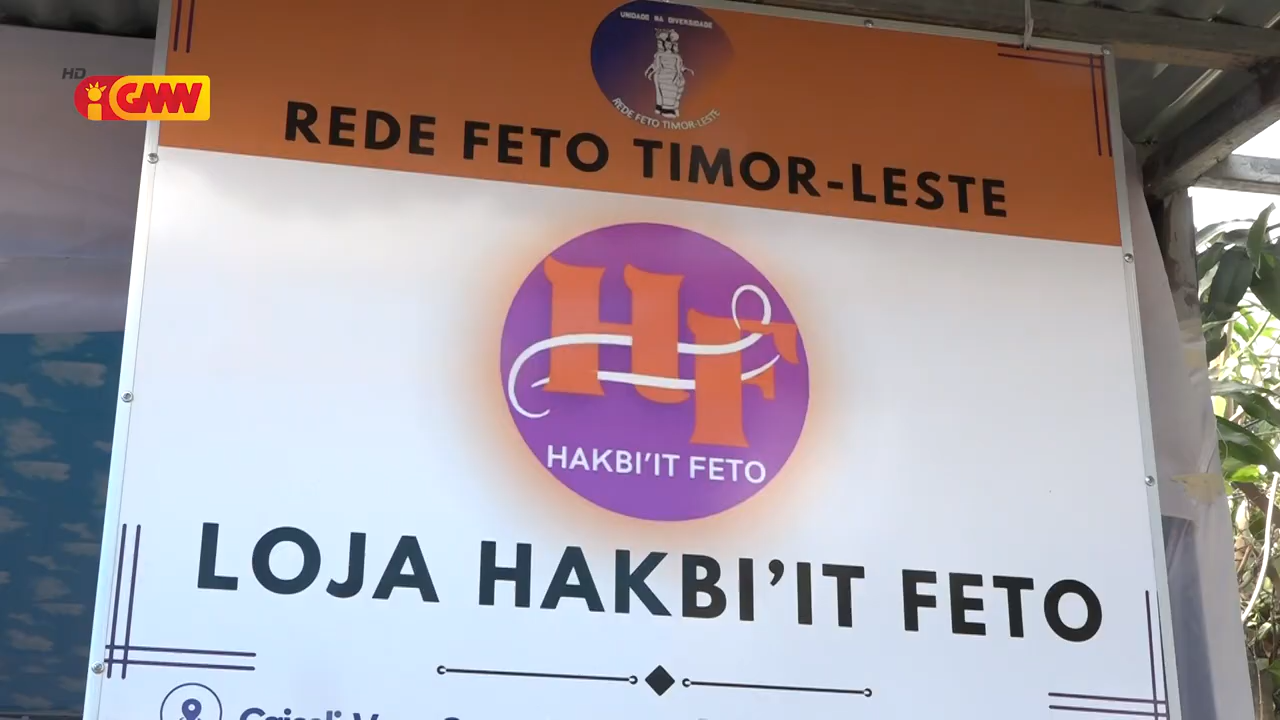 HD
GMN
UNIDADE NA DIVERSIDADE
REDE FETO TIMOR-LESTE
REDE FETO TIMOR-LESTE
HF
HAKBI'IT FETO
LOJA HAKBI'IT FETO